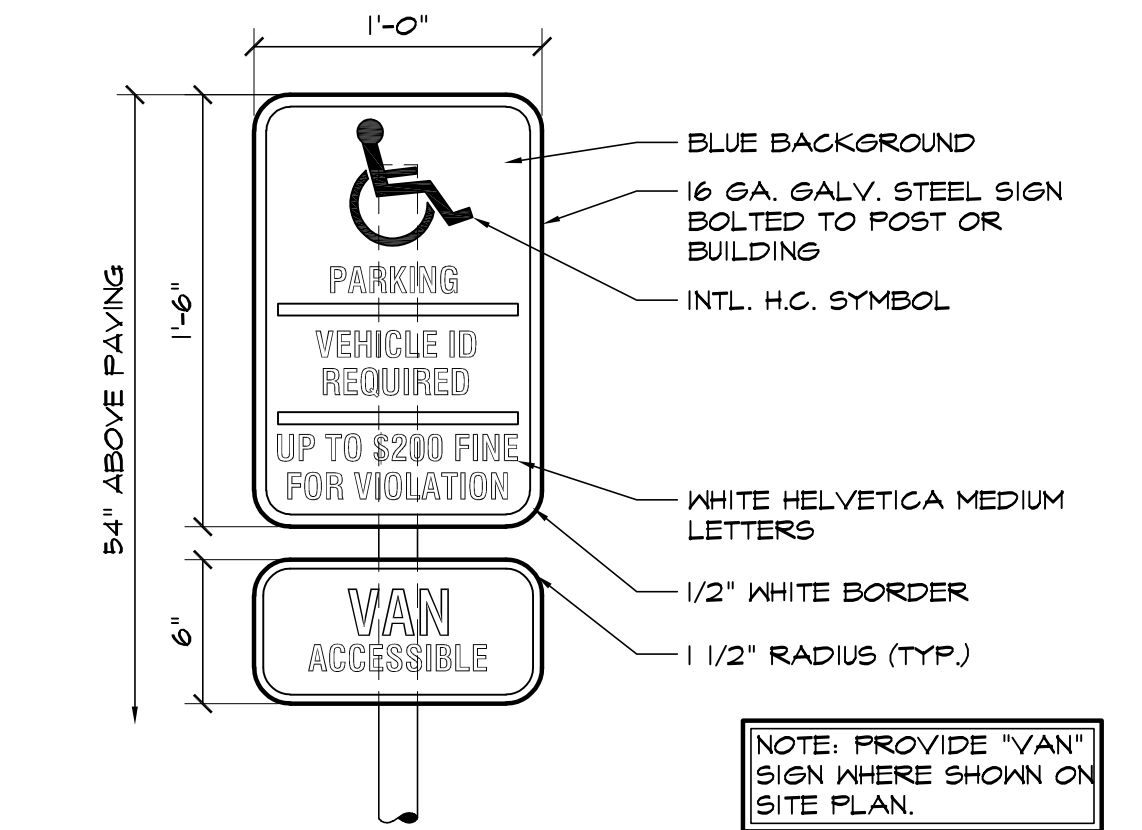 1'-0"
BLUE BACKGROUND
16 GA. GALV. STEEL SIGN
BOLTED TO POST OR
BUILDING
INTL. H.C. SYMBOL
54" ABOVE PAVING
1'-6"
PARKING
VEHICLE ID
REQUIRED
UP TO $200 FINE
FOR VIOLATION
WHITE HELVETICA MEDIUM
LETTERS
1/2" WHITE BORDER
6"
VAN
ACCESSIBLE
1 1/2" RADIUS (TYP.)
NOTE: PROVIDE "VAN"
SIGN WHERE SHOWN ON
SITE PLAN.